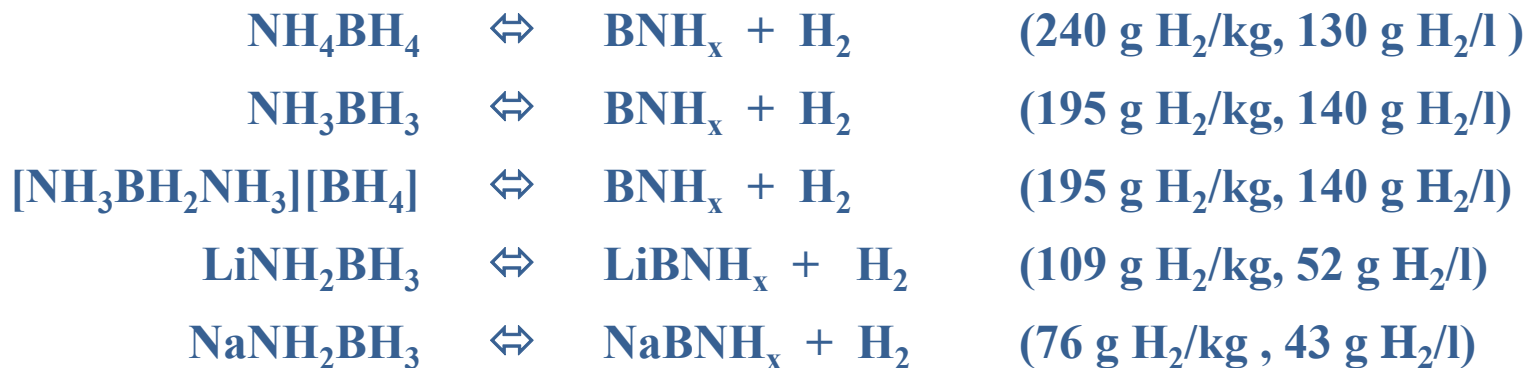 NH₄BH₄ ⇔ BNHₓ + H₂ (240 g H₂/kg, 130 g H₂/l )
NH₃BH₃ ⇔ BNHₓ + H₂ (195 g H₂/kg, 140 g H₂/l)
[NH₃BH₂NH₃][BH₄] ⇔ BNHₓ + H₂ (195 g H₂/kg, 140 g H₂/l)
LiNH₂BH₃ ⇔ LiBNHₓ + H₂ (109 g H₂/kg, 52 g H₂/l)
NaNH₂BH₃ ⇔ NaBNHₓ + H₂ (76 g H₂/kg , 43 g H₂/l)